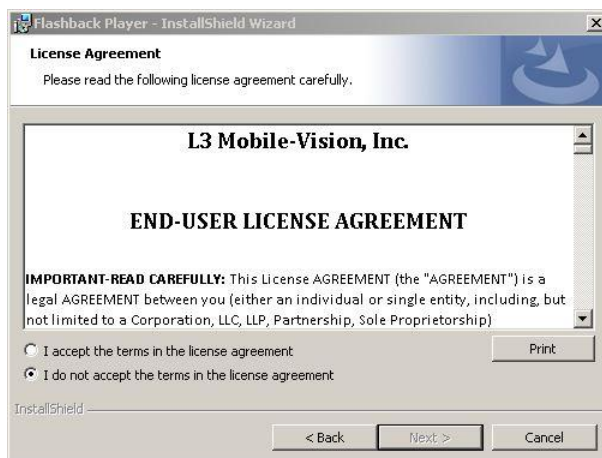 Flashback Player - InstallShield Wizard
License Agreement
Please read the following license agreement carefully.
L3 Mobile-Vision, Inc.
END-USER LICENSE AGREEMENT
IMPORTANT-READ CAREFULLY: This License AGREEMENT (the "AGREEMENT") is a
legal AGREEMENT between you (either an individual or single entity, including, but
not limited to a Corporation, LLC, LLP, Partnership, Sole Proprietorship)
I accept the terms in the license agreement
Print
I do not accept the terms in the license agreement
InstallShield
< Back
Next >
Cancel